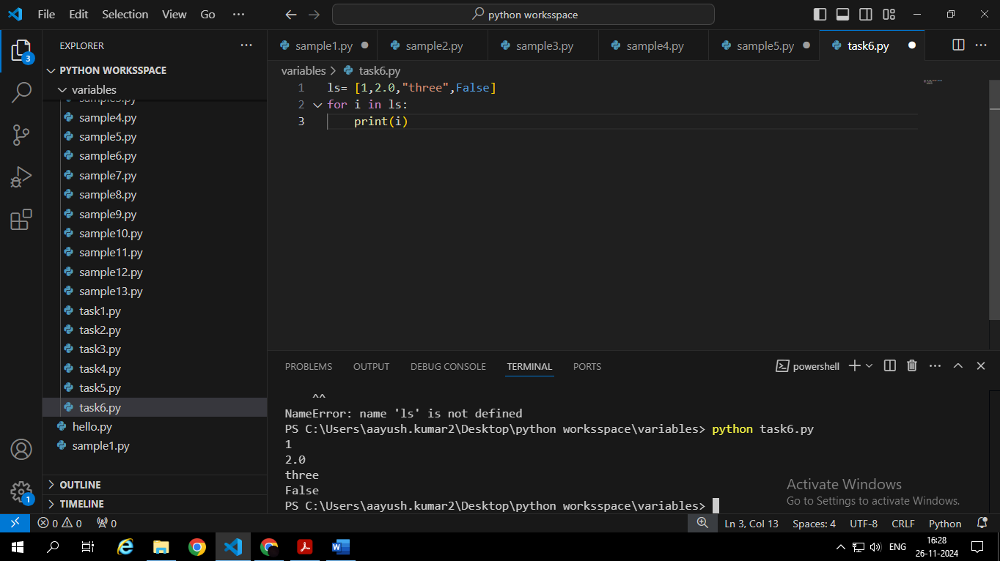 File Edit Selection View Go ··· python worksspace
EXPLORER ···
3
PYTHON WORKSSPACE
variables
sample3.py
sample4.py
sample5.py
sample6.py
sample7.py
sample8.py
sample9.py
sample10.py
sample11.py
sample12.py
sample13.py
task1.py
task2.py
task3.py
task4.py
task5.py
task6.py
hello.py
sample1.py
OUTLINE
TIMELINE
1
sample1.py sample2.py sample3.py sample4.py sample5.py task6.py
variables > task6.py
1 ls= [1,2.0,"three",False]
2 for i in ls:
3 print(i)
PROBLEMS OUTPUT DEBUG CONSOLE TERMINAL PORTS powershell
^^
NameError: name 'ls' is not defined
PS C:\Users\aayush.kumar2\Desktop\python worksspace\variables> python task6.py
1
2.0
three
False
PS C:\Users\aayush.kumar2\Desktop\python worksspace\variables>
Activate Windows
Go to Settings to activate Windows.
0 0 0 Ln 3, Col 13 Spaces: 4 UTF-8 CRLF Python
ENG 16:28
26-11-2024